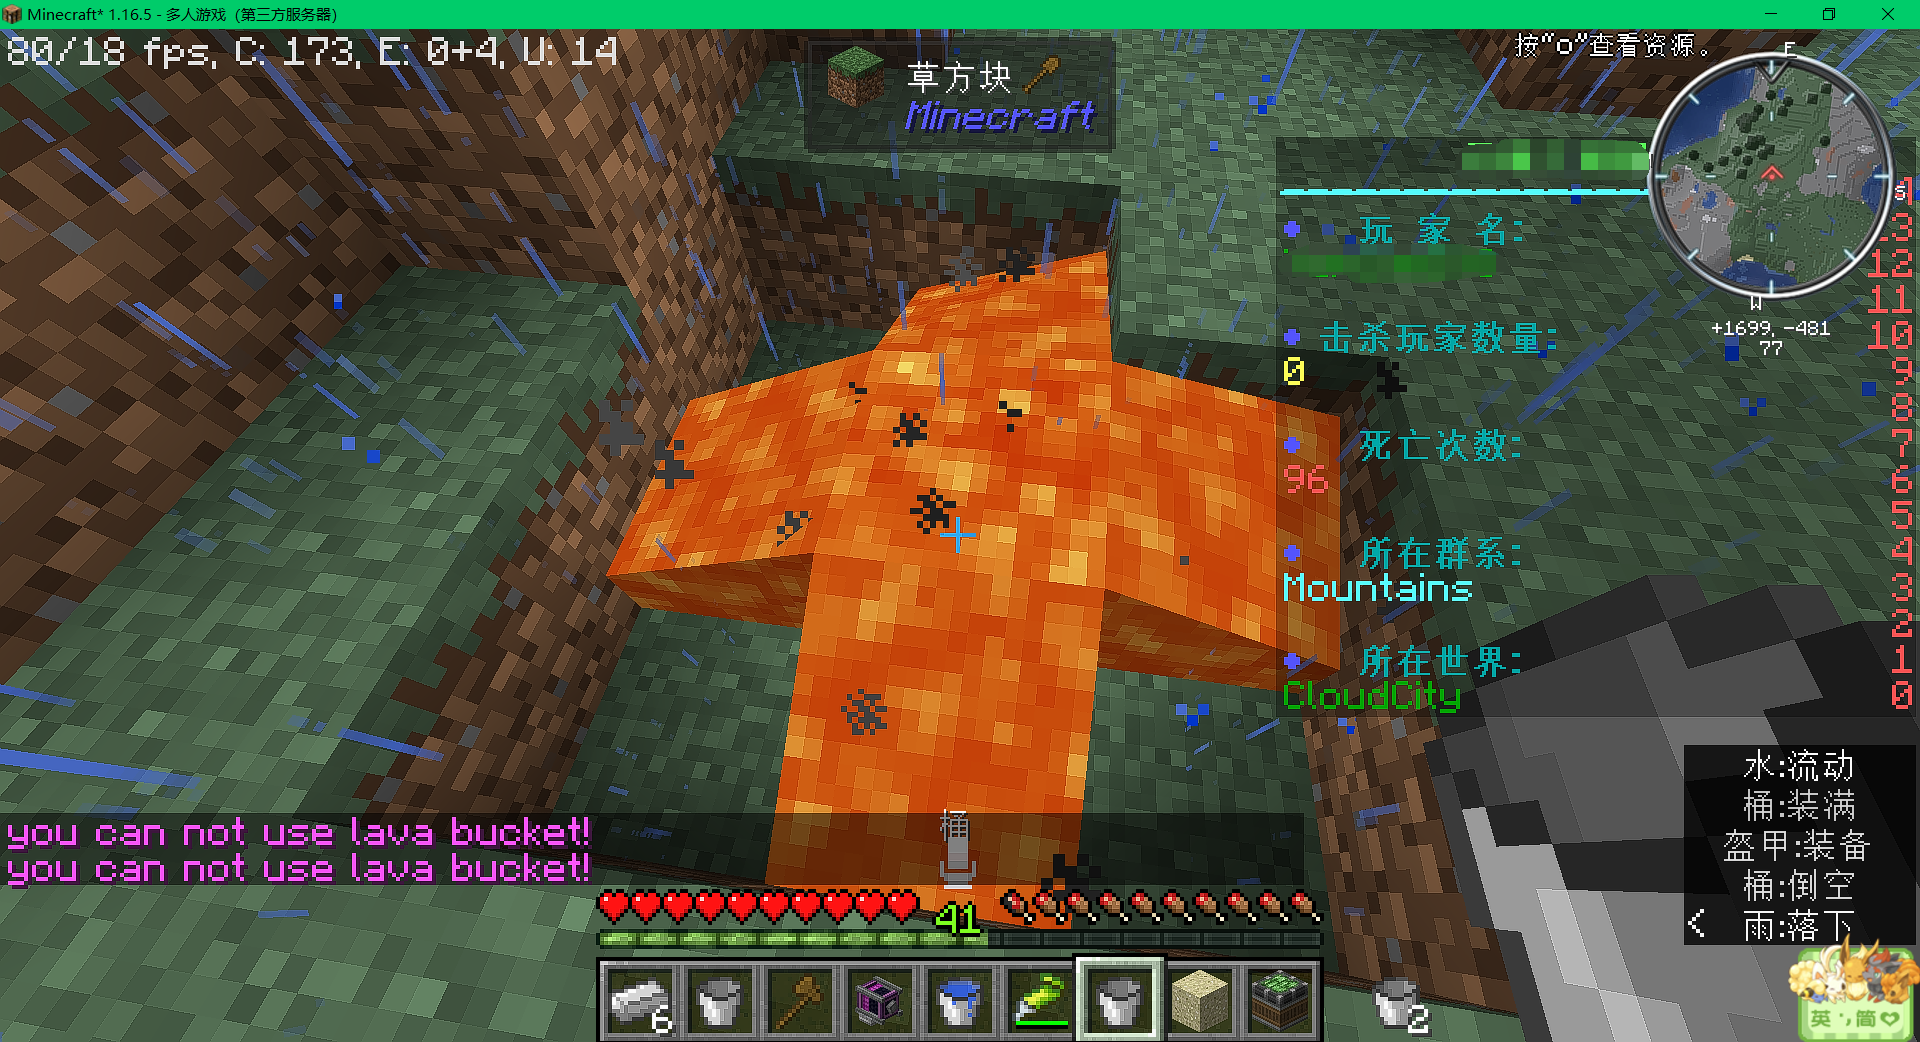 Minecraft* 1.16.5 - 多人游戏（第三方服务器）
80/18 fps, C: 173, E: 0+4, U: 14
草方块
Minecraft
按“o”查看资源。
E
S
W
+1699, -481
77
玩 家 名:
击杀玩家数量:
0
死亡次数:
96
所在群系:
Mountains
所在世界:
CloudCity
13
12
11
10
9
8
7
6
5
4
3
2
1
0
水:流动
桶:装满
盔甲:装备
桶:倒空
< 雨:落下
you can not use lava bucket!
you can not use lava bucket!
桶
41
6
2
英 ·, 简